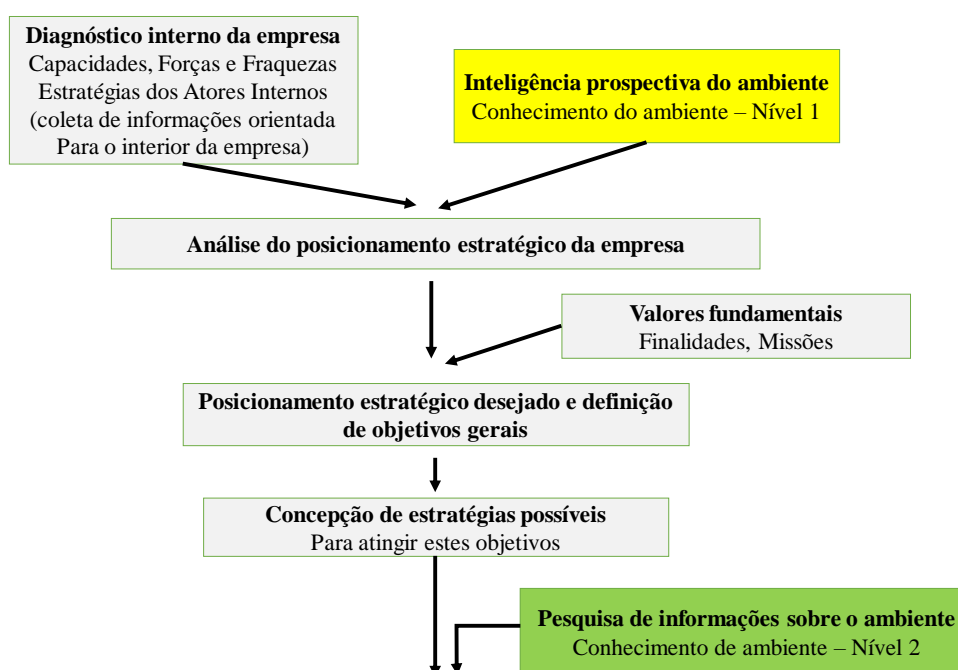 Diagnóstico interno da empresa
Capacidades, Forças e Fraquezas
Estratégias dos Atores Internos
(coleta de informações orientada
Para o interior da empresa)
Inteligência prospectiva do ambiente
Conhecimento do ambiente – Nível 1
Análise do posicionamento estratégico da empresa
Valores fundamentais
Finalidades, Missões
Posicionamento estratégico desejado e definição
de objetivos gerais
Concepção de estratégias possíveis
Para atingir estes objetivos
Pesquisa de informações sobre o ambiente
Conhecimento de ambiente – Nível 2